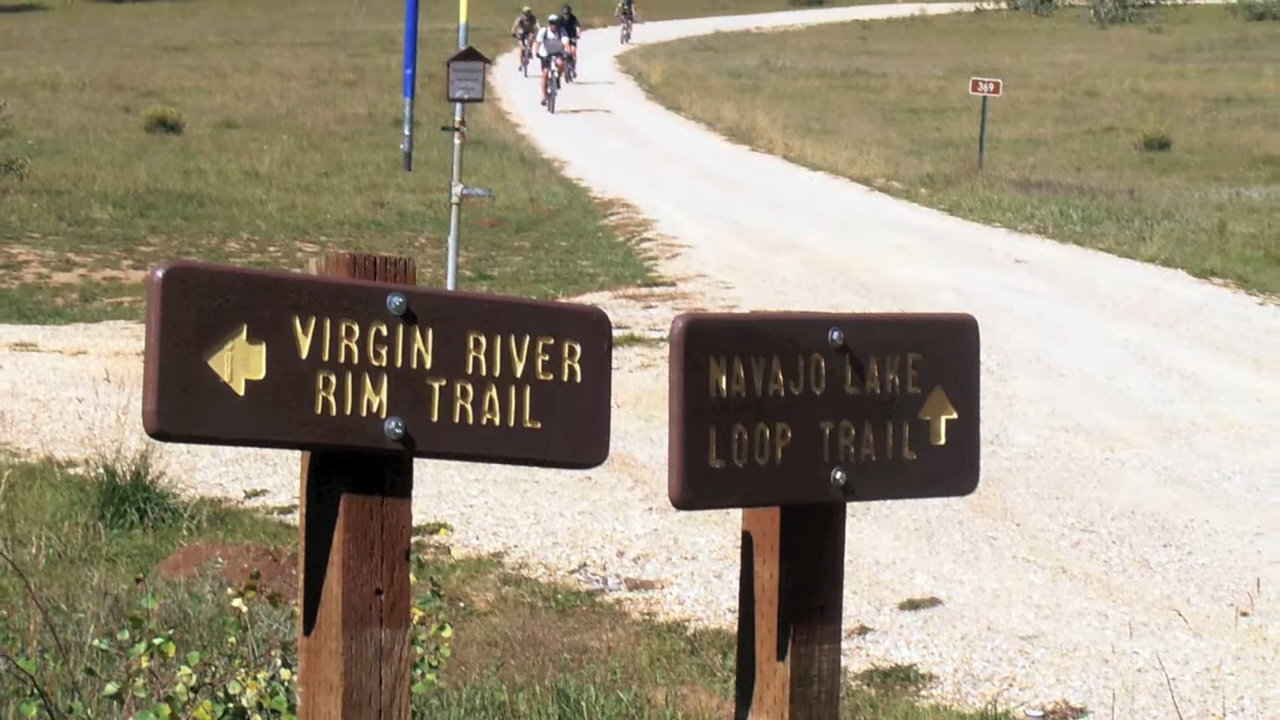 369
VIRGIN RIVER
RIM TRAIL
NAVAJO LAKE
LOOP TRAIL